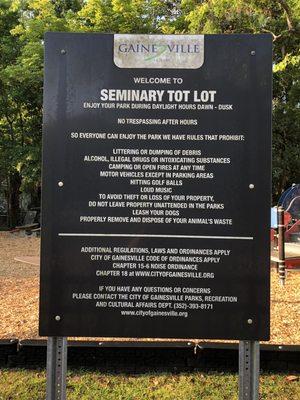 GAINESVILLE
WELCOME TO
SEMINARY TOT LOT
ENJOY YOUR PARK DURING DAYLIGHT HOURS DAWN - DUSK
NO TRESPASSING AFTER HOURS
SO EVERYONE CAN ENJOY THE PARK WE HAVE RULES THAT PROHIBIT:
LITTERING OR DUMPING OF DEBRIS
ALCOHOL, ILLEGAL DRUGS OR INTOXICATING SUBSTANCES
CAMPING OR OPEN FIRES AT ANY TIME
MOTOR VEHICLES EXCEPT IN PARKING AREAS
HITTING GOLF BALLS
LOUD MUSIC
TO AVOID THEFT OR LOSS OF YOUR PROPERTY,
DO NOT LEAVE PROPERTY UNATTENDED IN THE PARKS
LEASH YOUR DOGS
PROPERLY REMOVE AND DISPOSE OF YOUR ANIMAL'S WASTE
ADDITIONAL REGULATIONS, LAWS AND ORDINANCES APPLY
CITY OF GAINESVILLE CODE OF ORDINANCES APPLY
CHAPTER 15-6 NOISE ORDINANCE
CHAPTER 18 at WWW.CITYOFGAINESVILLE.ORG
IF YOU HAVE ANY QUESTIONS OR CONCERNS
PLEASE CONTACT THE CITY OF GAINESVILLE PARKS, RECREATION
AND CULTURAL AFFAIRS DEPT. (352)-393-8171
www.cityofgainesville.org